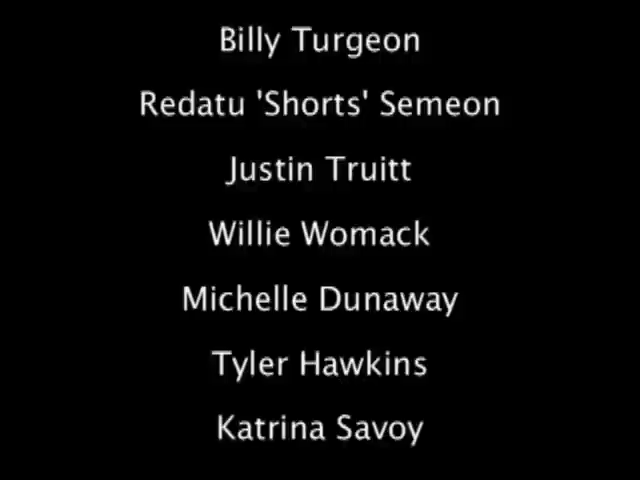 Billy Turgeon
Redatu 'Shorts' Semeon
Justin Truitt
Willie Womack
Michelle Dunaway
Tyler Hawkins
Katrina Savoy